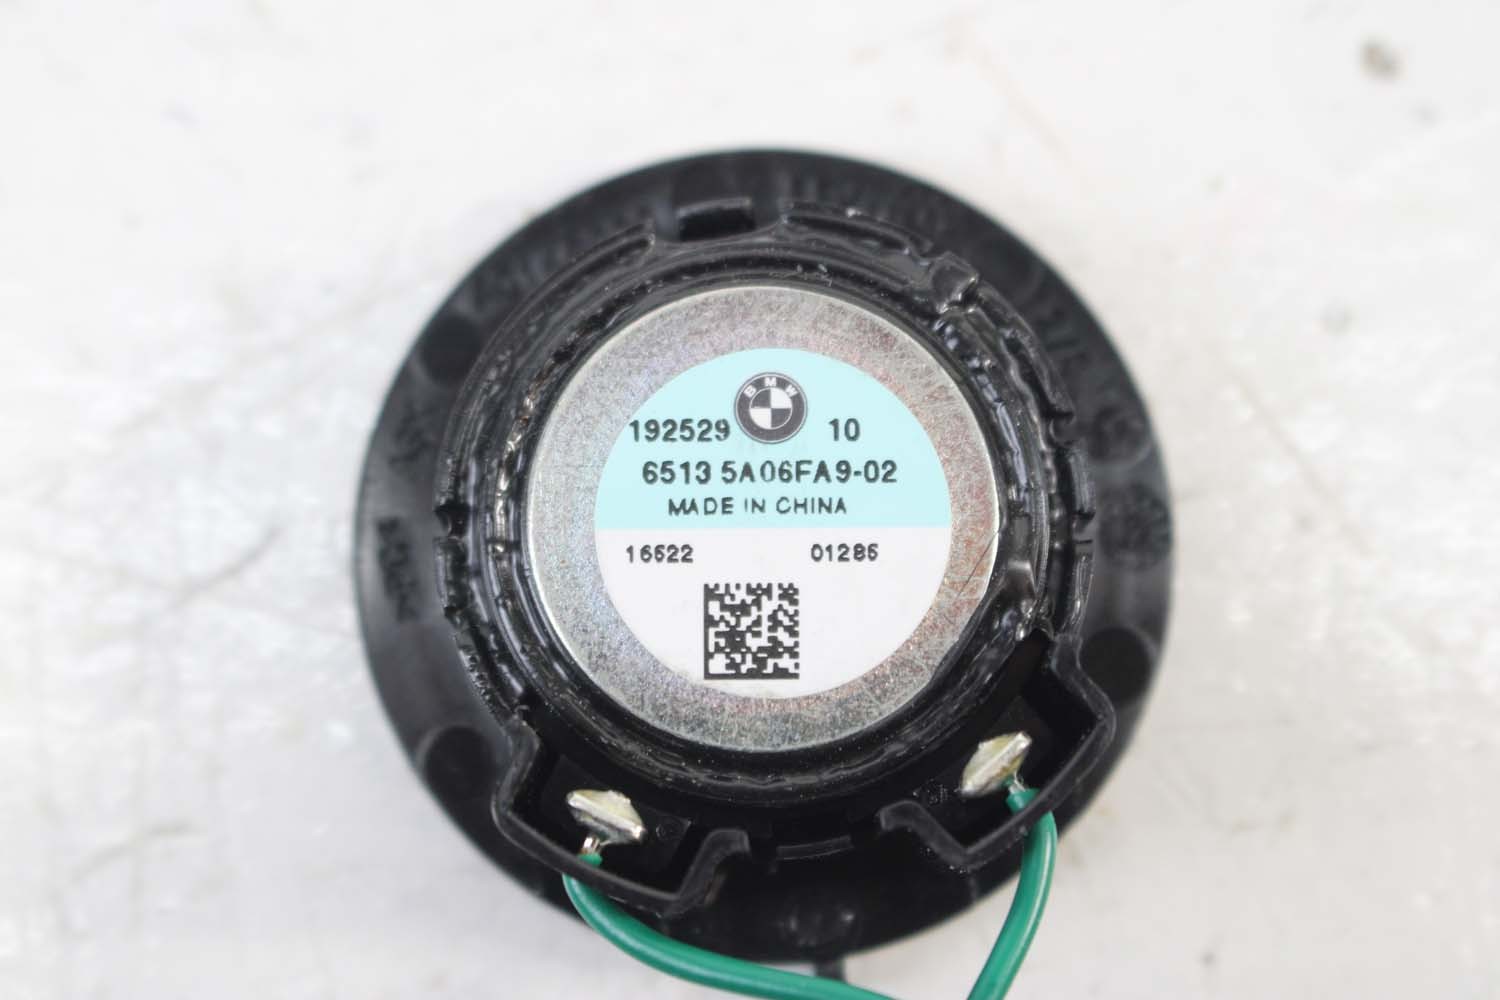 BMW
192529 10
6513 5A06FA9-02
MADE IN CHINA
16522 01285